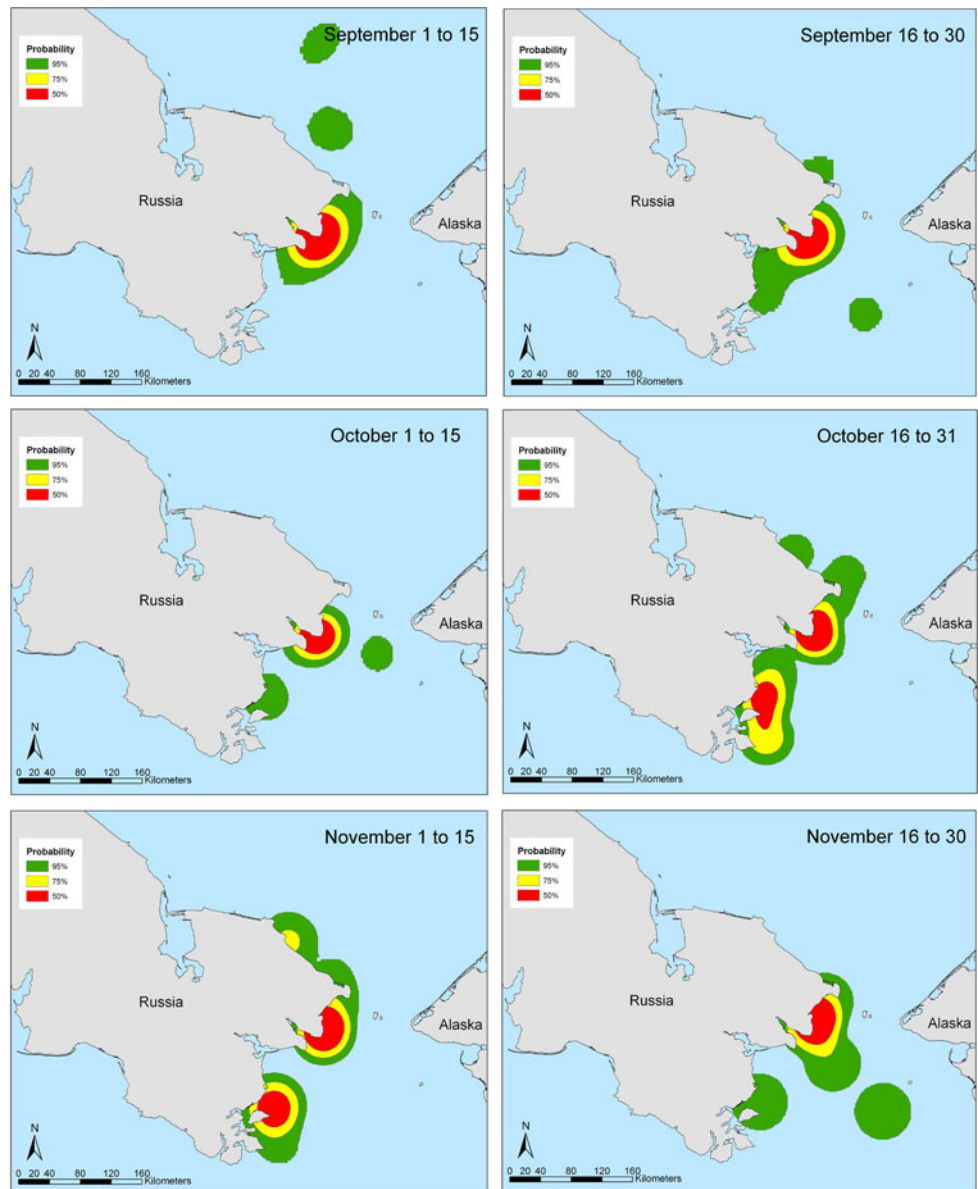 September 1 to 15
Probability
95%
75%
50%
Russia
Alaska
N
0 20 40 80 120 160
Kilometers
September 16 to 30
Probability
95%
75%
50%
Russia
Alaska
N
0 20 40 80 120 160
Kilometers
October 1 to 15
Probability
95%
75%
50%
Russia
Alaska
N
0 20 40 80 120 160
Kilometers
October 16 to 31
Probability
95%
75%
50%
Russia
Alaska
N
0 20 40 80 120 160
Kilometers
November 1 to 15
Probability
95%
75%
50%
Russia
Alaska
N
0 20 40 80 120 160
Kilometers
November 16 to 30
Probability
95%
75%
50%
Russia
Alaska
N
0 20 40 80 120 160
Kilometers